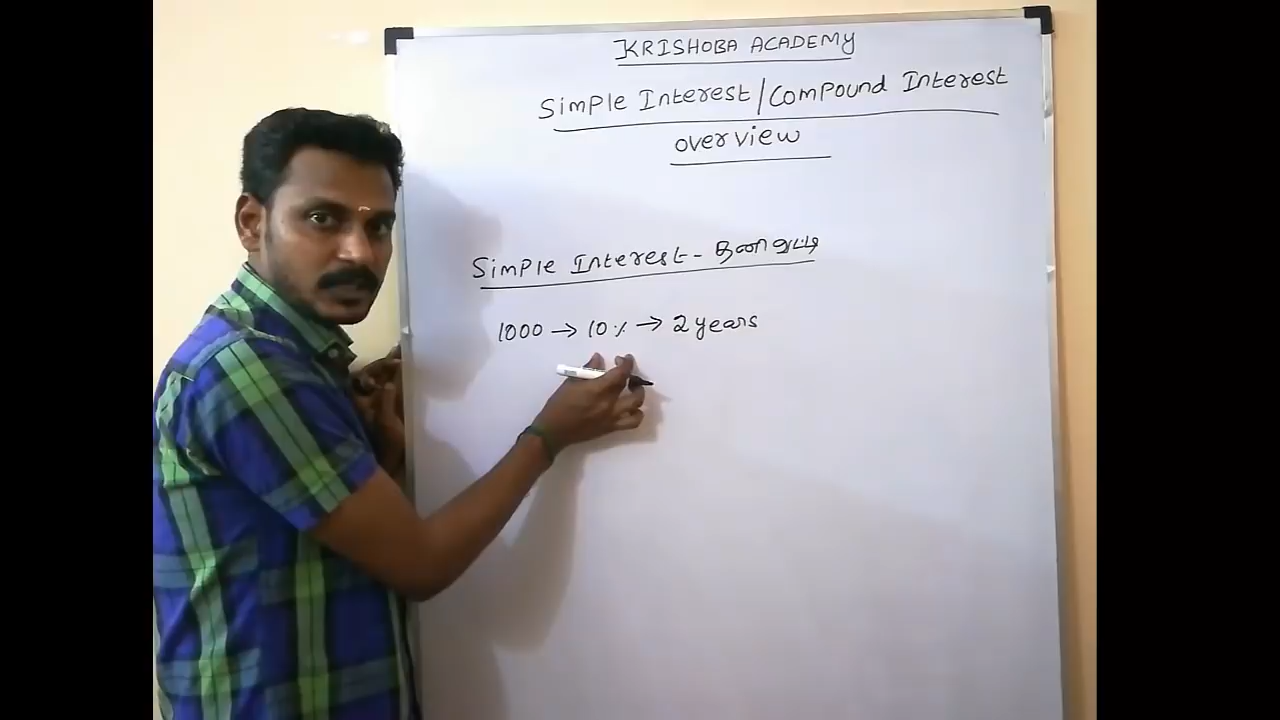 KRISHOBA ACADEMY
Simple Interest/Compound Interest
overview
Simple Interest - தனிவட்டி
1000 → 10% → 2 years